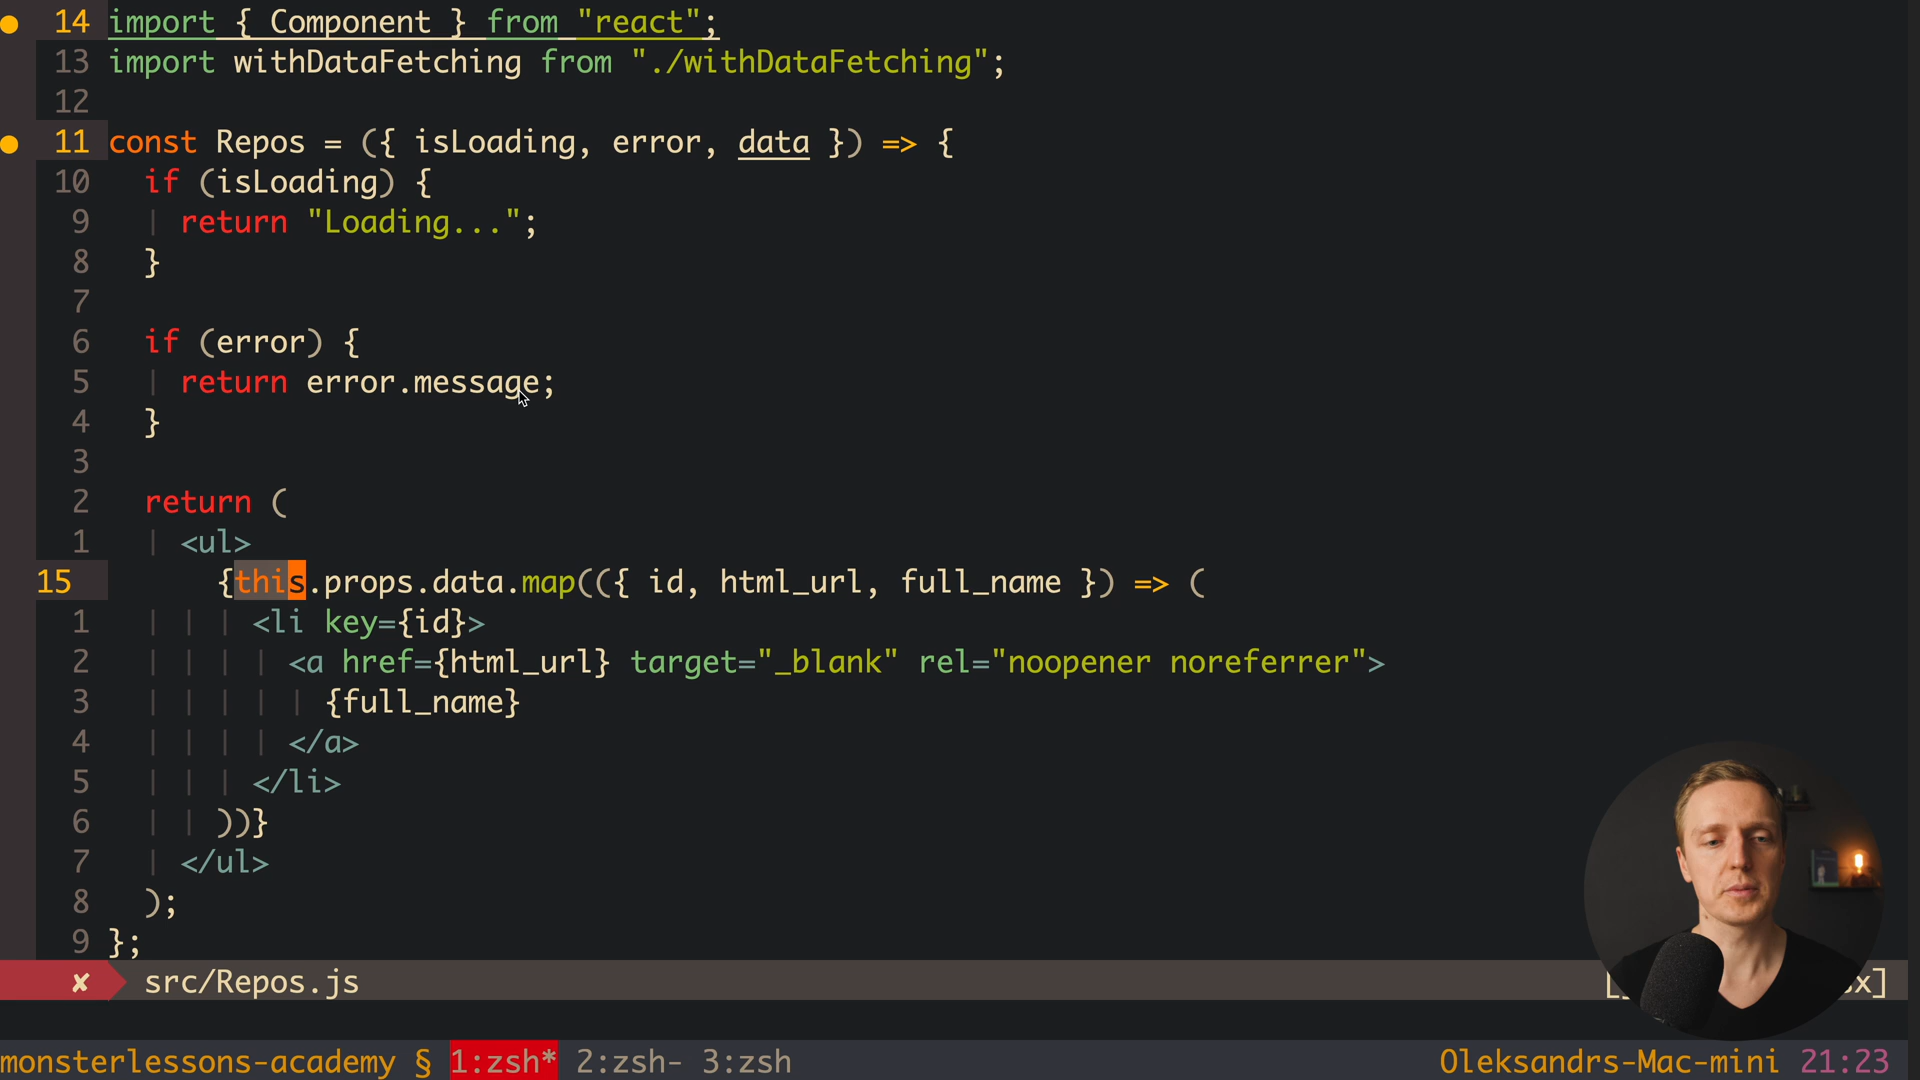 14 import { Component } from "react";
13 import withDataFetching from "./withDataFetching";
12
11 const Repos = ({ isLoading, error, data }) => {
10 if (isLoading) {
9 return "Loading...";
8 }
7
6 if (error) {
5 return error.message;
4 }
3
2 return (
1 <ul>
15 {this.props.data.map(({ id, html_url, full_name }) => (
1 <li key={id}>
2 <a href={html_url} target="_blank" rel="noopener noreferrer">
3 {full_name}
4 </a>
5 </li>
6 ))}
7 </ul>
8 );
9 };
✘ src/Repos.js
monsterlessons-academy § 1:zsh* 2:zsh- 3:zsh Oleksandrs-Mac-mini 21:23